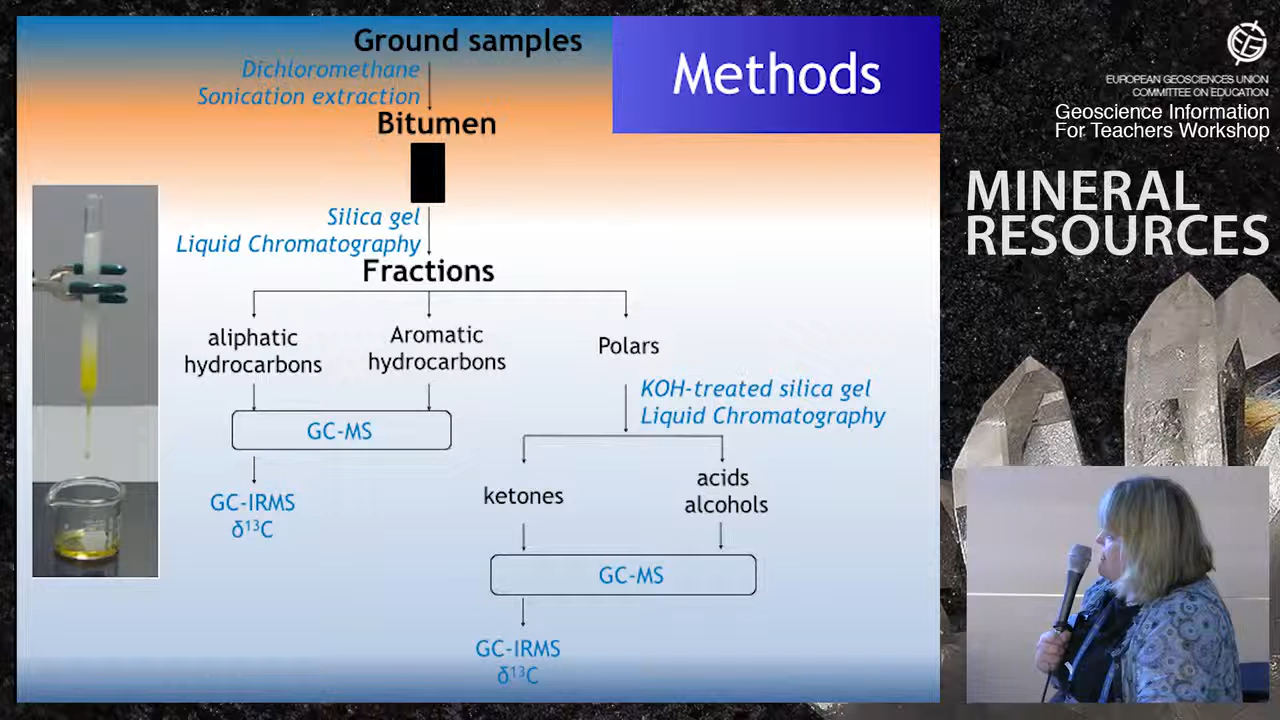 Ground samples
Dichloromethane
Sonication extraction
Bitumen
Silica gel
Liquid Chromatography
Fractions
aliphatic
hydrocarbons
Aromatic
hydrocarbons
Polars
KOH-treated silica gel
Liquid Chromatography
GC-MS
GC-IRMS
δ¹³C
ketones
acids
alcohols
GC-MS
GC-IRMS
δ¹³C
Methods
EUROPEAN GEOSCIENCES UNION
COMMITTEE ON EDUCATION
Geoscience Information
For Teachers Workshop
MINERAL
RESOURCES